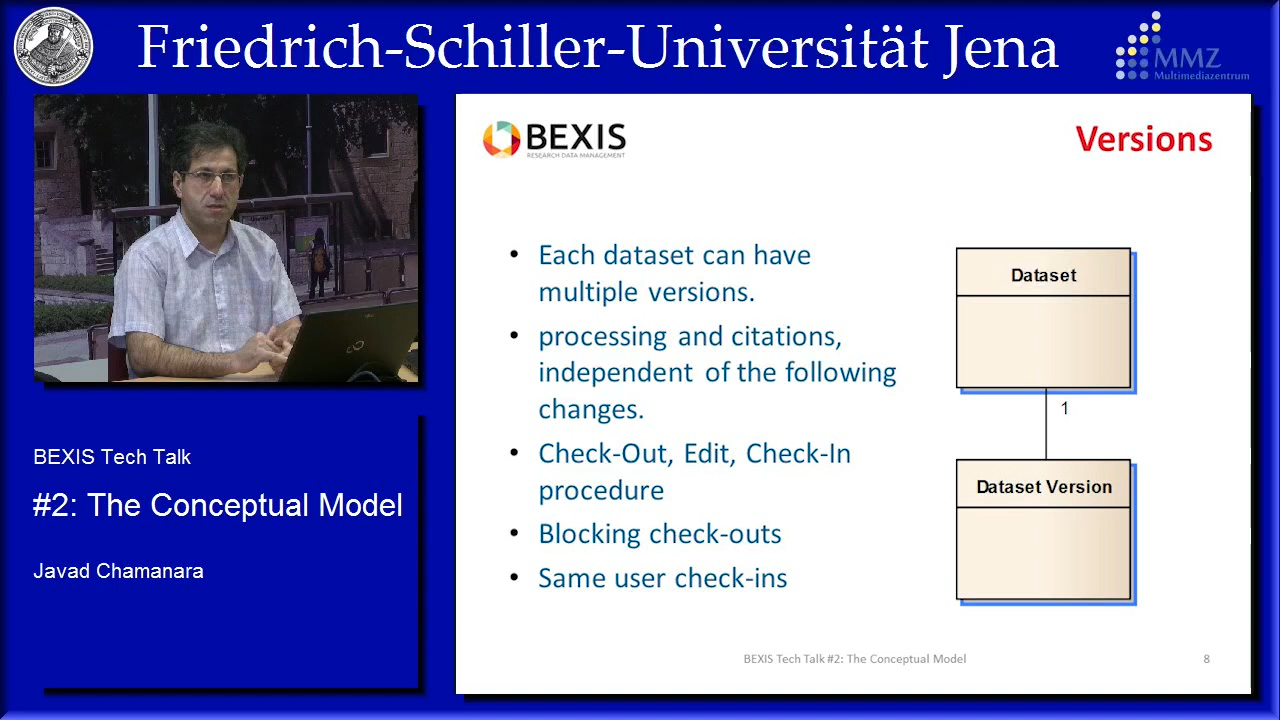 Friedrich-Schiller-Universität Jena
MMZ
Multimediazentrum
BEXIS
RESEARCH DATA MANAGEMENT
Versions
• Each dataset can have
multiple versions.
• processing and citations,
independent of the following
changes.
• Check-Out, Edit, Check-In
procedure
• Blocking check-outs
• Same user check-ins
Dataset
1
Dataset Version
BEXIS Tech Talk #2: The Conceptual Model
8
BEXIS Tech Talk
#2: The Conceptual Model
Javad Chamanara